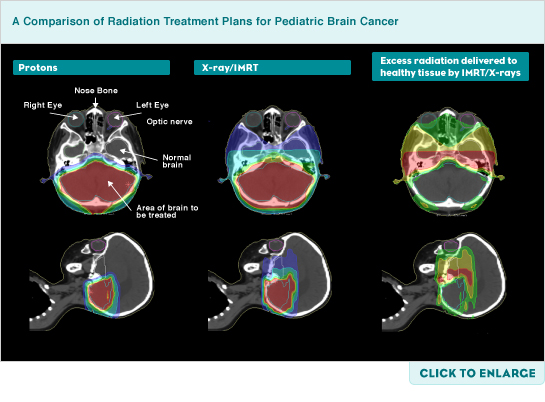 A Comparison of Radiation Treatment Plans for Pediatric Brain Cancer
Protons
X-ray/IMRT
Excess radiation delivered to
healthy tissue by IMRT/X-rays
Nose Bone
Right Eye
Left Eye
Optic nerve
Normal
brain
Area of brain to
be treated
CLICK TO ENLARGE